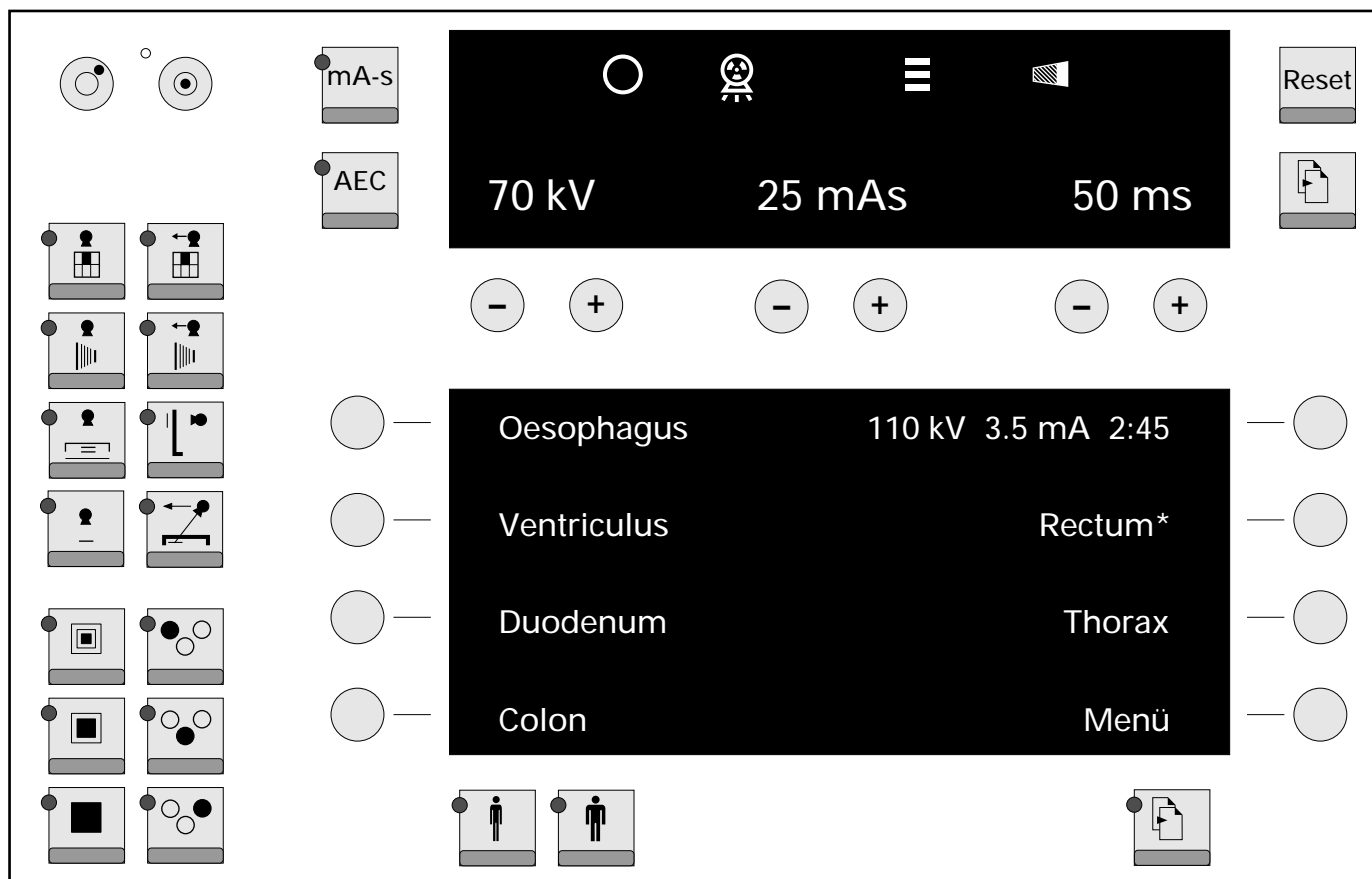 mA-s
Reset
AEC
70 kV 25 mAs 50 ms
– + – + – +
Oesophagus 110 kV 3.5 mA 2:45
Ventriculus Rectum*
Duodenum Thorax
Colon Menü